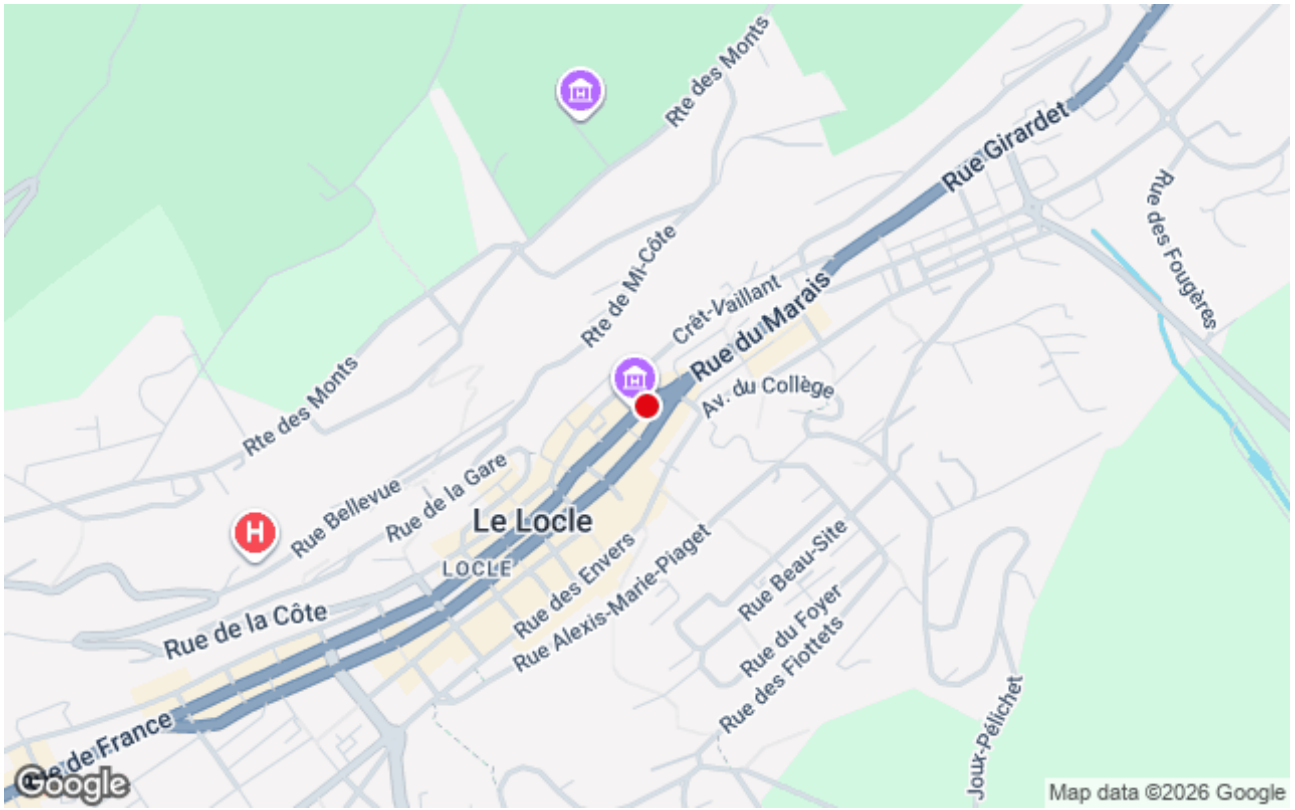 Rte des Monts
Rue Girardet
Rue des Fougères
Rte de Mi-Côte
Crêt-Vaillant
Rue du Marais
Av. du Collège
Rte des Monts
Rue de la Gare
Rue Bellevue
H
Le Locle
LOCLE
Rue des Envers
Rue Alexis-Marie-Piaget
Rue Beau-Site
Rue du Foyer
Rue des Fiottets
Rue de la Côte
Joux-Pélichet
de France
Google
Map data ©2026 Google